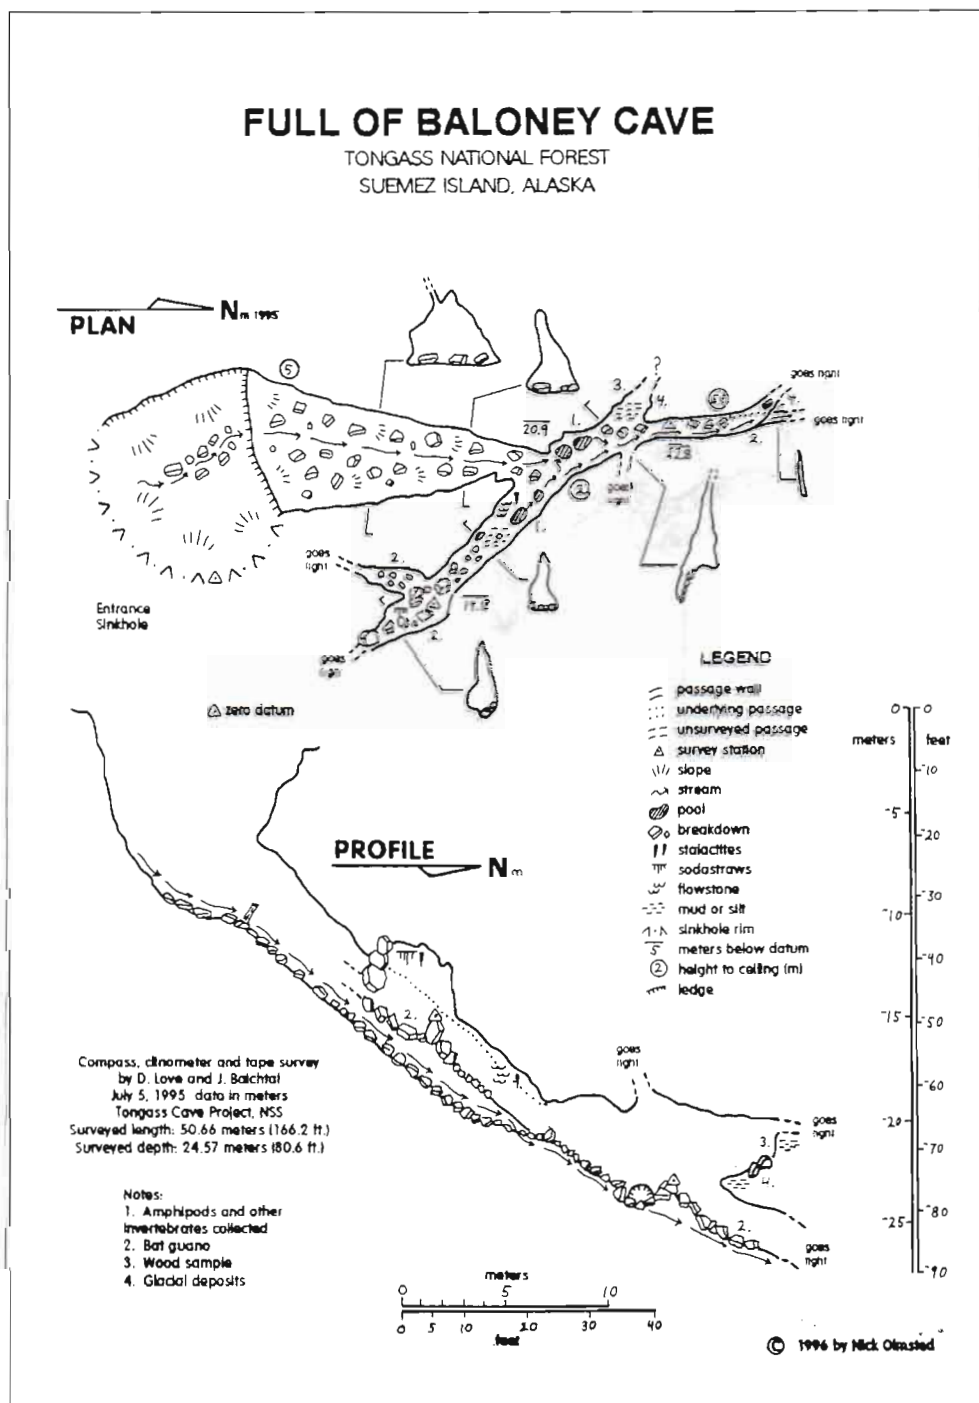 FULL OF BALONEY CAVE
TONGASS NATIONAL FOREST
SUEMEZ ISLAND, ALASKA
PLAN
N m 1995
5
3.
?
4.
goes tight
4.
goes tight
2.
20.9
1.
2
goes
tight
1.
goes
tight
2.
2.
goes
tight
Entrance
Sinkhole
zero datum
LEGEND
passage wall
underlying passage
unsurveyed passage
survey station
slope
stream
pool
breakdown
stalactites
sodastraws
flowstone
mud or silt
sinkhole rim
5 meters below datum
2 height to ceiling (m)
ledge
0 0
meters feet
-10
-5
-20
-30
-10
-40
-15
-50
-60
-20
-70
-80
-25
-90
PROFILE
N m
2.
goes
tight
goes
tight
3.
4.
2.
goes
tight
Compass, clinometer and tape survey
by D. Love and J. Baichtal
July 5, 1995 data in meters
Tongass Cave Project, NSS
Surveyed length: 50.66 meters (166.2 ft.)
Surveyed depth: 24.57 meters (80.6 ft.)
Notes:
1. Amphipods and other
invertebrates collected
2. Bat guano
3. Wood sample
4. Glacial deposits
meters
0 5 10
0 5 10 20 30 40
feet
© 1996 by Nick Olmsted